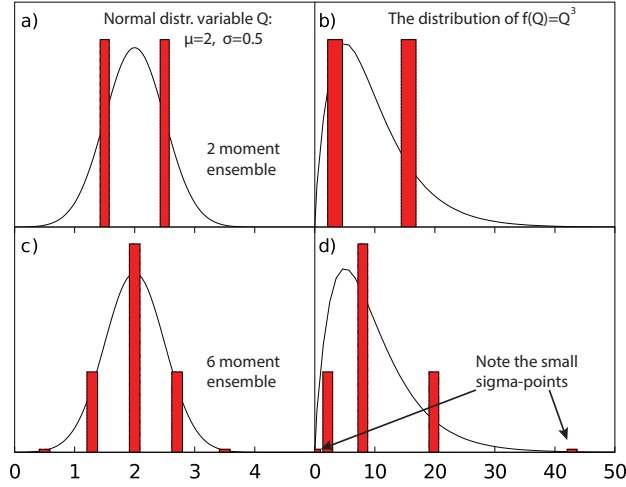 a) Normal distr. variable Q:
μ=2, σ=0.5
2 moment
ensemble
b) The distribution of f(Q)=Q³
c)
6 moment
ensemble
d)
Note the small
sigma-points
0 1 2 3 4 0 10 20 30 40 50